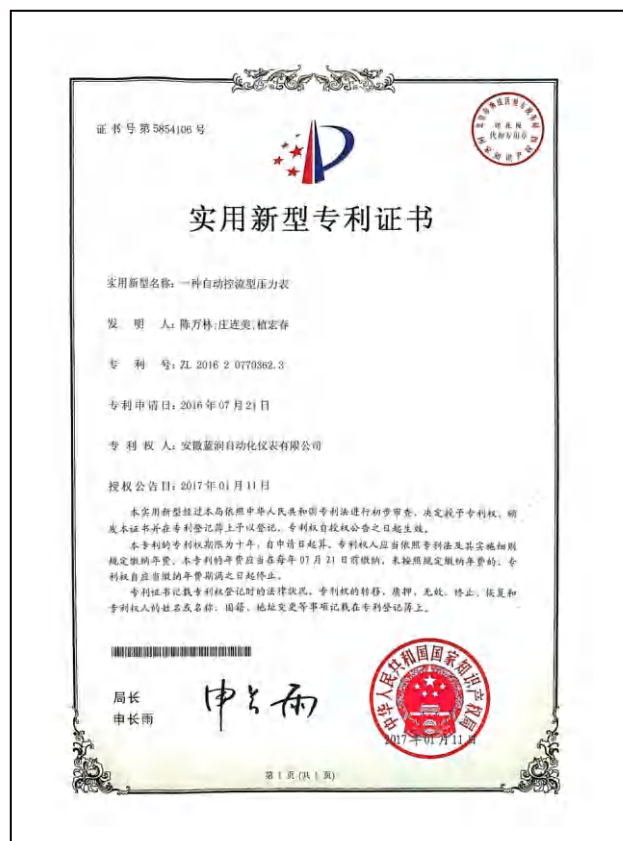 证书号第5854106号
实用新型专利证书
实用新型名称：一种自动控流型压力表
发 明 人：陈万林;庄连美;植宏春
专 利 号：ZL 2016 2 0770362.3
专利申请日：2016年07月21日
专 利 权 人：安徽蓝润自动化仪表有限公司
授权公告日：2017年01月11日
本实用新型经过本局依照中华人民共和国专利法进行初步审查，决定授予专利权，颁
发本证书并在专利登记簿上予以登记。专利权自授权公告之日起生效。
本专利的专利权期限为十年，自申请日起算。专利权人应当依照专利法及其实施细则
规定缴纳年费。本专利的年费应当在每年07月21日前缴纳。未按照规定缴纳年费的，专
利权自应当缴纳年费期满之日起终止。
专利证书记载专利权登记时的法律状况。专利权的转移、质押、无效、终止、恢复和
专利权人的姓名或名称、国籍、地址变更等事项记载在专利登记簿上。
局长
申长雨
申长雨
中华人民共和国国家知识产权局
2017年01月11日
第 1 页 (共 1 页)